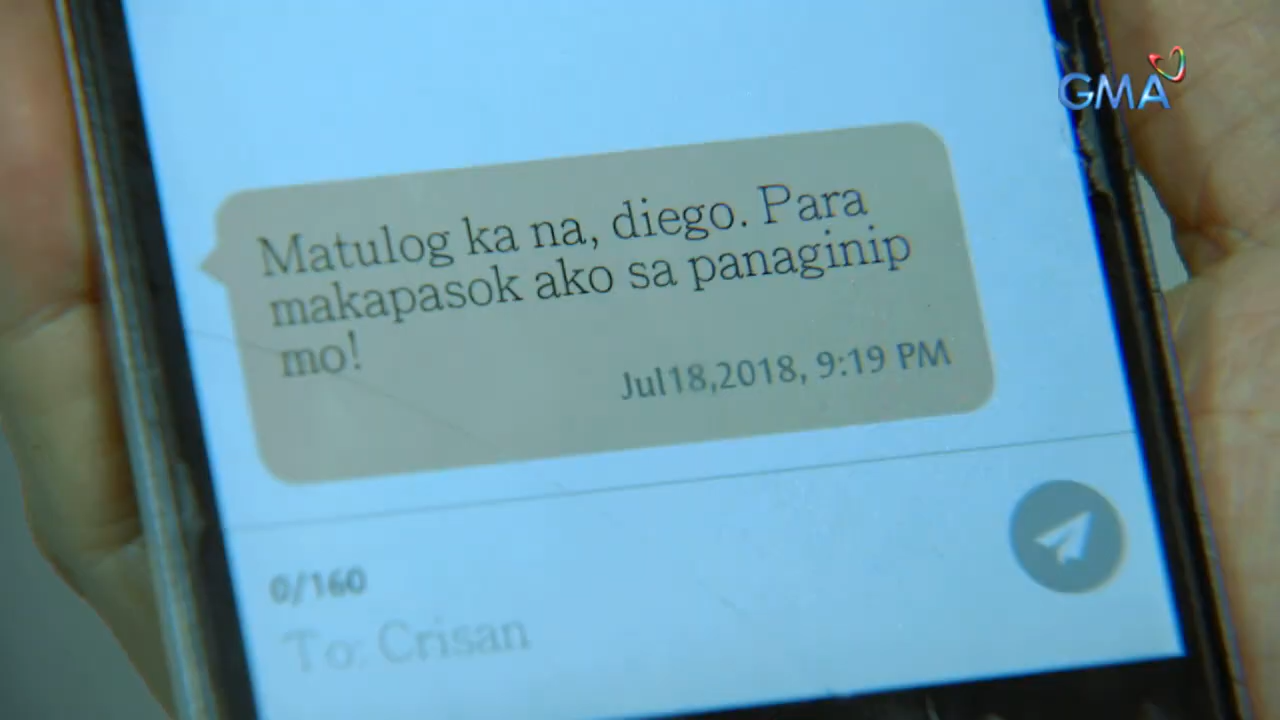 GMA
Matulog ka na, diego. Para
makapasok ako sa panaginip
mo!
Jul18,2018, 9:19 PM
0/160
To: Crisan